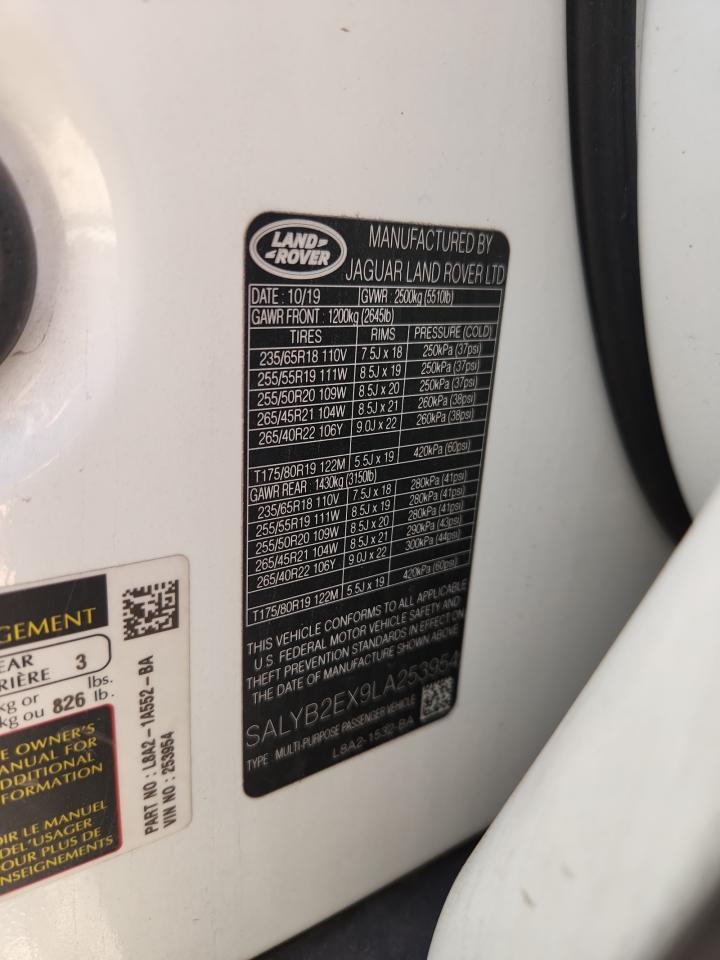 LAND-
-ROVER
MANUFACTURED BY
JAGUAR LAND ROVER LTD
DATE : 10/19 GVWR : 2500kg (5510lb)
GAWR FRONT : 1200kg (2645lb)
TIRES RIMS PRESSURE (COLD)
235/65R18 110V 7.5J x 18 250kPa (37psi)
255/55R19 111W 8.5J x 19 250kPa (37psi)
255/50R20 109W 8.5J x 20 250kPa (37psi)
265/45R21 104W 8.5J x 21 260kPa (38psi)
265/40R22 106Y 9.0J x 22 260kPa (38psi)
T175/80R19 122M 5.5J x 19 420kPa (60psi)
GAWR REAR : 1430kg (3150lb)
235/65R18 110V 7.5J x 18 280kPa (41psi)
255/55R19 111W 8.5J x 19 280kPa (41psi)
255/50R20 109W 8.5J x 20 280kPa (41psi)
265/45R21 104W 8.5J x 21 290kPa (43psi)
265/40R22 106Y 9.0J x 22 300kPa (44psi)
T175/80R19 122M 5.5J x 19 420kPa (60psi)
THIS VEHICLE CONFORMS TO ALL APPLICABLE
U.S. FEDERAL MOTOR VEHICLE SAFETY AND
THEFT PREVENTION STANDARDS IN EFFECT ON
THE DATE OF MANUFACTURE SHOWN ABOVE
SALYB2EX9LA253954
TYPE : MULTI-PURPOSE PASSENGER VEHICLE
L8A2-1532-BA
GEMENT
EAR
RIÈRE 3
kg or lbs.
kg ou 826 lb.
E OWNER'S
ANUAL FOR
DDITIONAL
FORMATION
OIR LE MANUEL
DEL'USAGER
OUR PLUS DE
NSEIGNEMENTS
PART NO : L8A2-1A552-BA
VIN NO : 253954